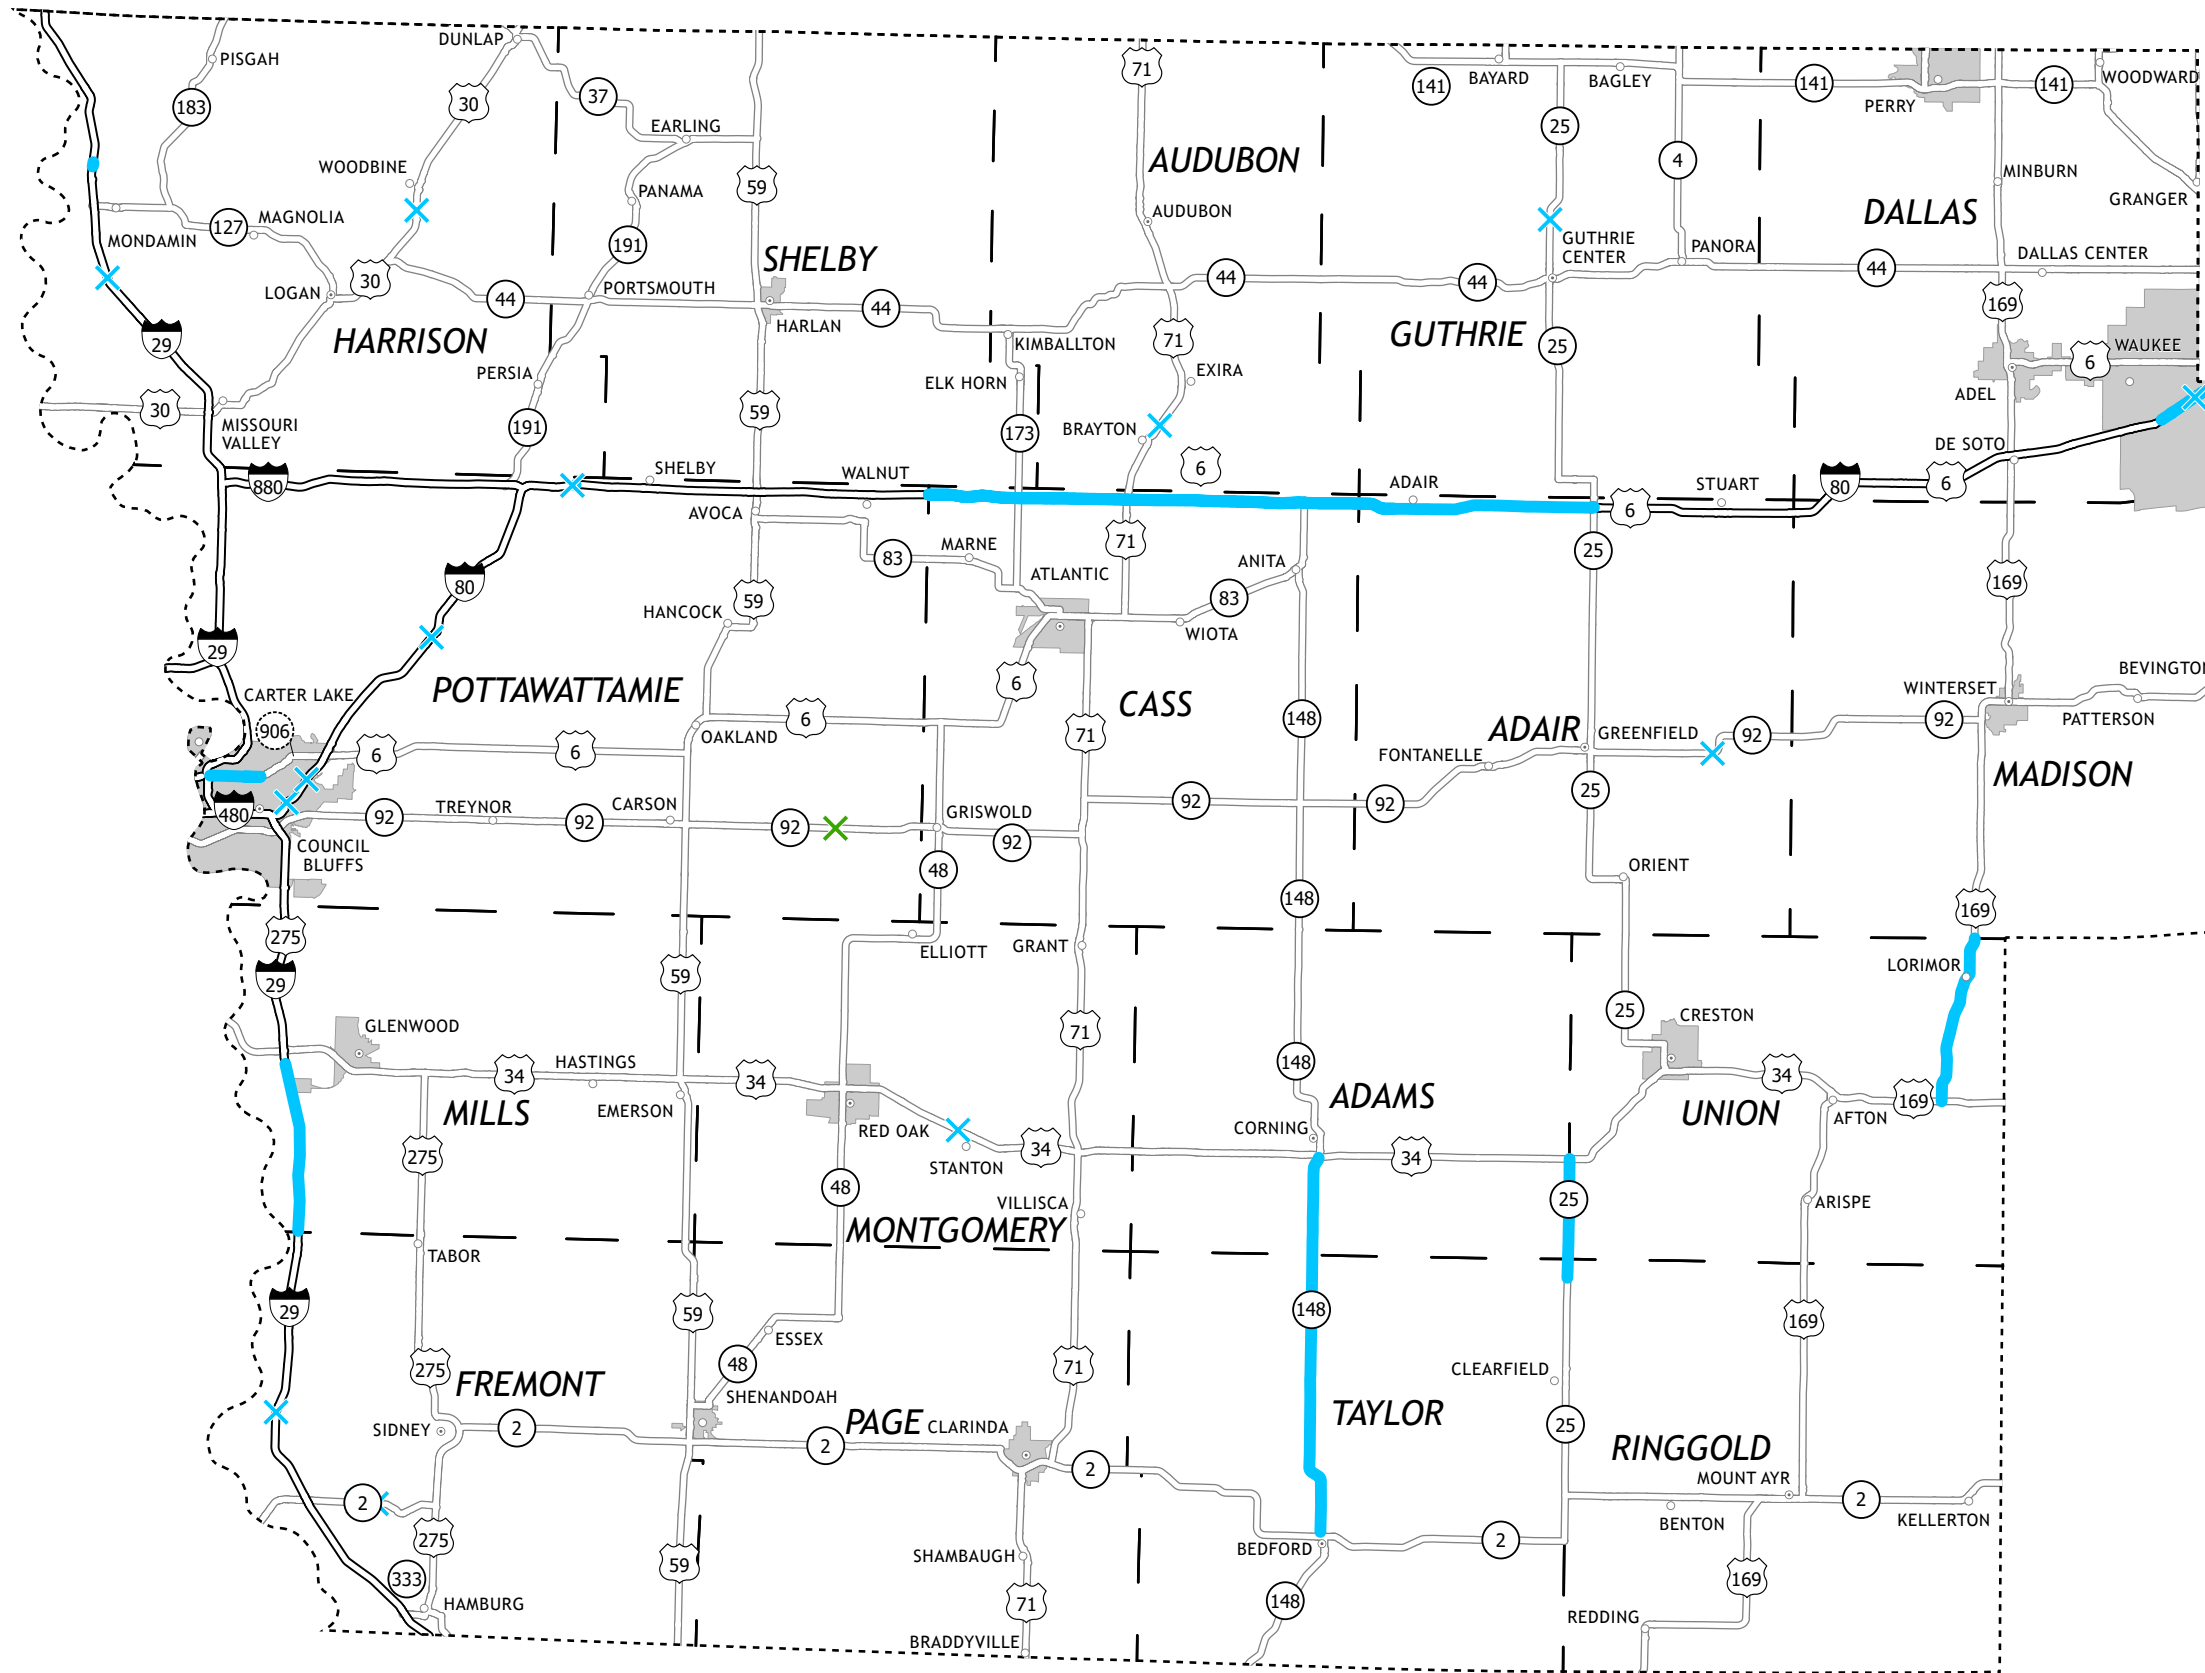 DUNLAP
PISGAH
71
BAYARD
BAGLEY
WOODWARD
183
30
37
141
141
141
PERRY
EARLING
25
AUDUBON
4
WOODBINE
59
PANAMA
MINBURN
GRANGER
127
MAGNOLIA
AUDUBON
DALLAS
MONDAMIN
191
SHELBY
GUTHRIE
CENTER
PANORA
DALLAS CENTER
LOGAN
30
44
PORTSMOUTH
44
44
44
44
169
29
HARRISON
HARLAN
KIMBALLTON
71
GUTHRIE
25
WAUKEE
6
PERSIA
ELK HORN
EXIRA
ADEL
30
59
MISSOURI
VALLEY
191
173
BRAYTON
DE SOTO
880
SHELBY
WALNUT
6
ADAIR
STUART
80
6
AVOCA
6
83
MARNE
71
ANITA
25
80
ATLANTIC
169
HANCOCK
59
83
WIOTA
29
6
BEVINGTON
CARTER LAKE
POTTAWATTAMIE
CASS
WINTERSET
906
6
148
92
PATTERSON
6
6
OAKLAND
71
ADAIR
GREENFIELD
92
FONTANELLE
MADISON
480
92
TREYNOR
92
CARSON
92
GRISWOLD
92
92
92
25
COUNCIL
BLUFFS
48
ORIENT
148
169
275
ELLIOTT
GRANT
LORIMOR
29
59
25
CRESTON
GLENWOOD
71
34
HASTINGS
34
148
34
MILLS
EMERSON
ADAMS
UNION
169
AFTON
RED OAK
CORNING
275
STANTON
34
34
48
25
VILLISCA
ARISPE
MONTGOMERY
TABOR
29
59
148
169
ESSEX
275
48
71
CLEARFIELD
FREMONT
SHENANDOAH
SIDNEY
2
2
PAGE
CLARINDA
TAYLOR
25
RINGGOLD
2
MOUNT AYR
2
2
BENTON
KELLERTON
275
BEDFORD
2
SHAMBAUGH
59
333
169
HAMBURG
71
148
REDDING
BRADDYVILLE